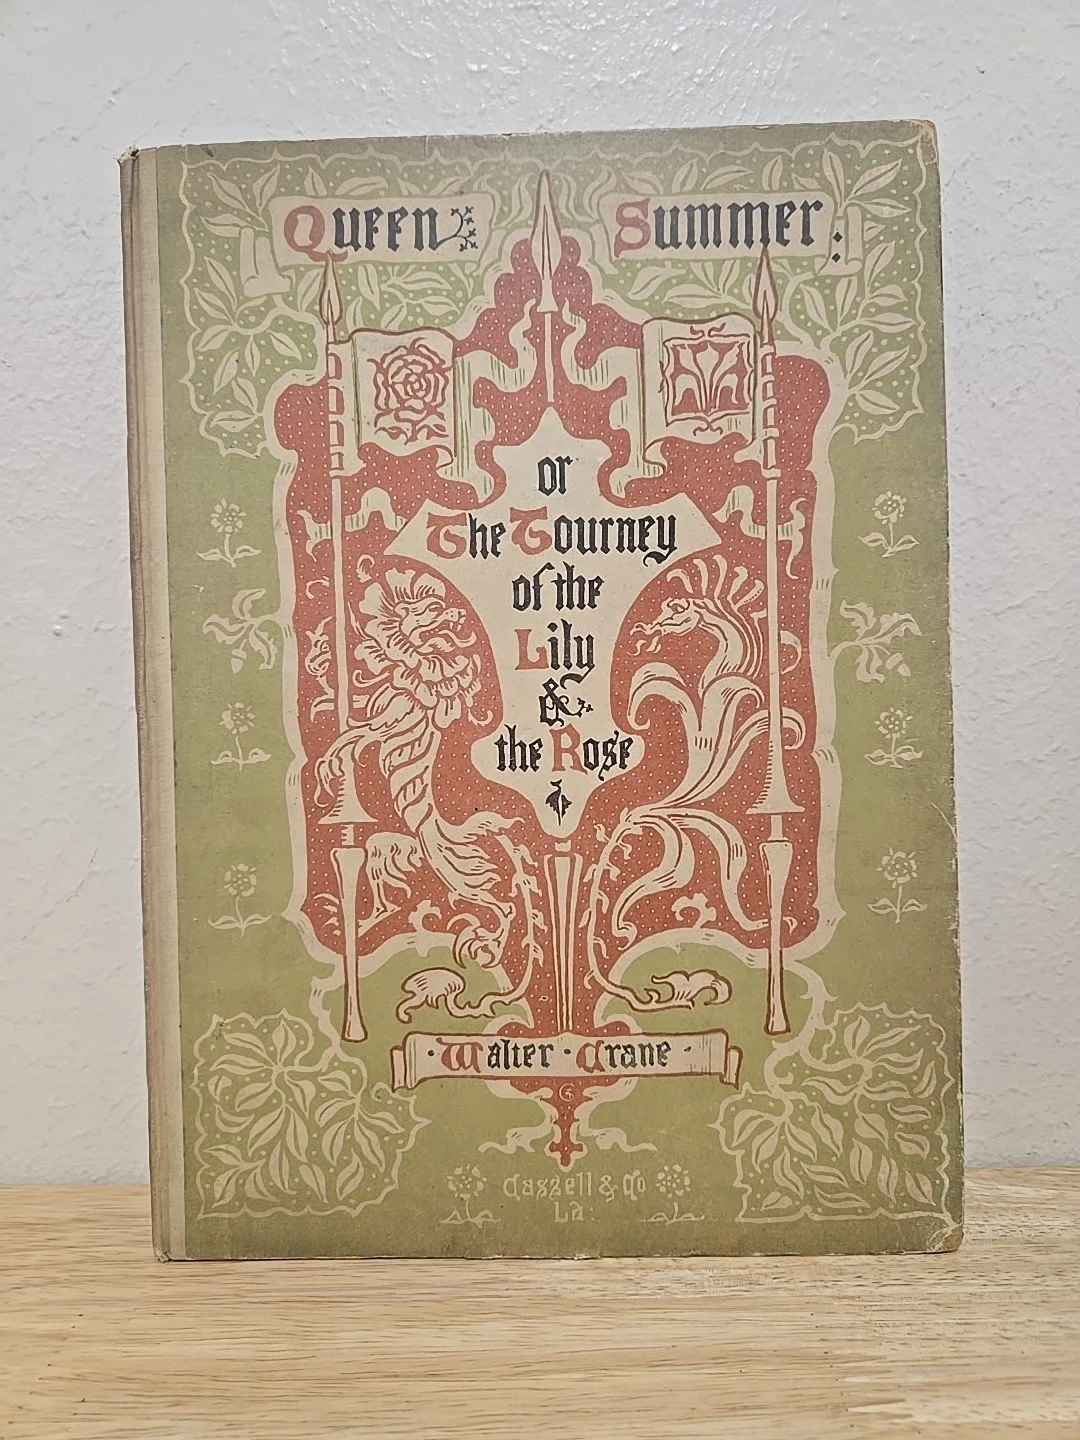 Queen Summer:
or
The Tourney
of the
Lily
&
the Rose
· Walter · Crane ·
Cassell & Co
Ld: